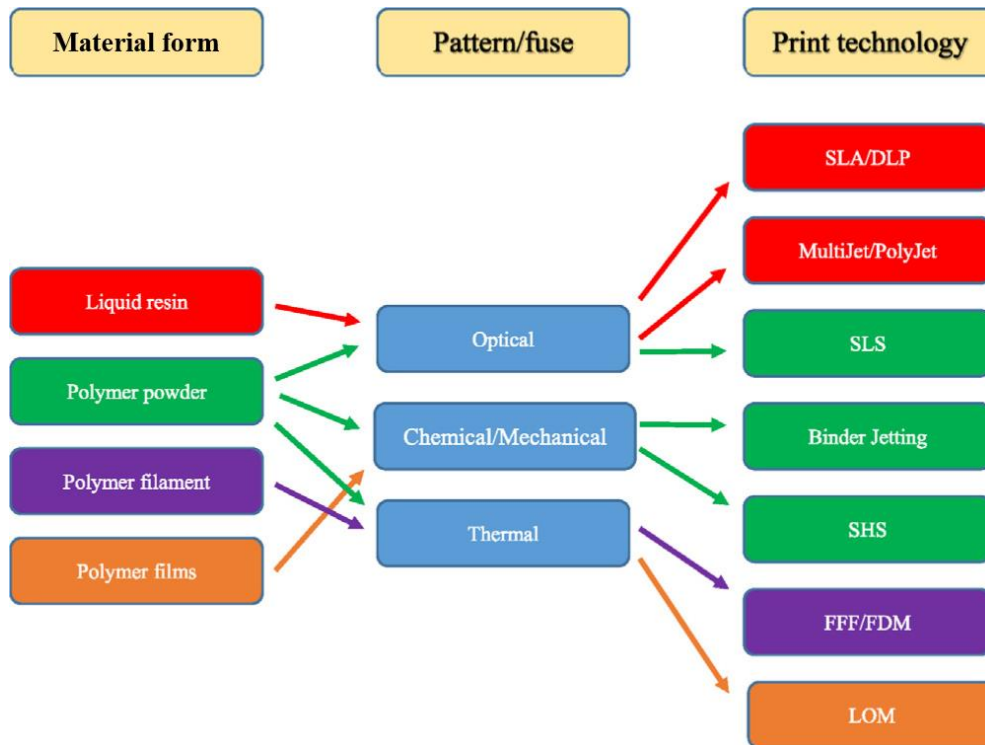 Material form
Pattern/fuse
Print technology
SLA/DLP
MultiJet/PolyJet
Liquid resin
Optical
SLS
Polymer powder
Chemical/Mechanical
Binder Jetting
Polymer filament
Thermal
SHS
Polymer films
FFF/FDM
LOM